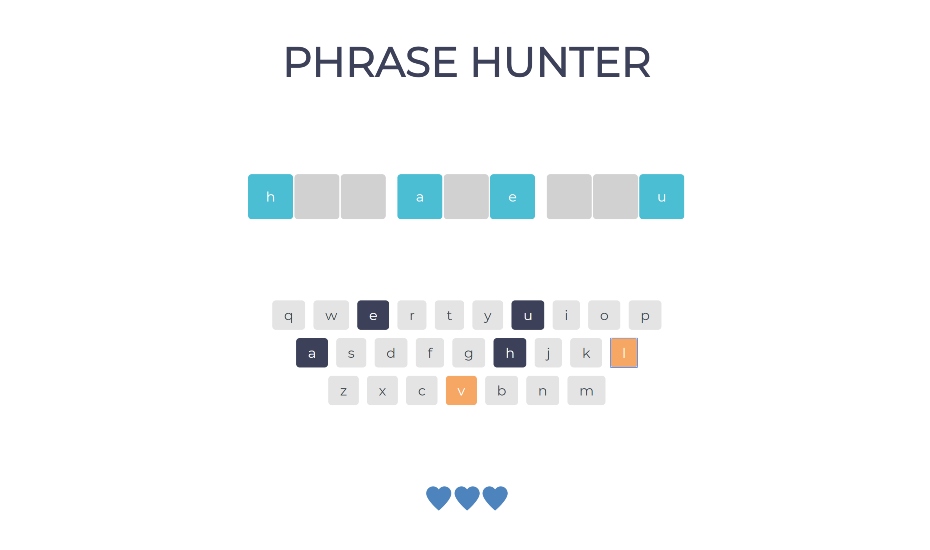 PHRASE HUNTER
h a e u
q w e r t y u i o p
a s d f g h j k l
z x c v b n m